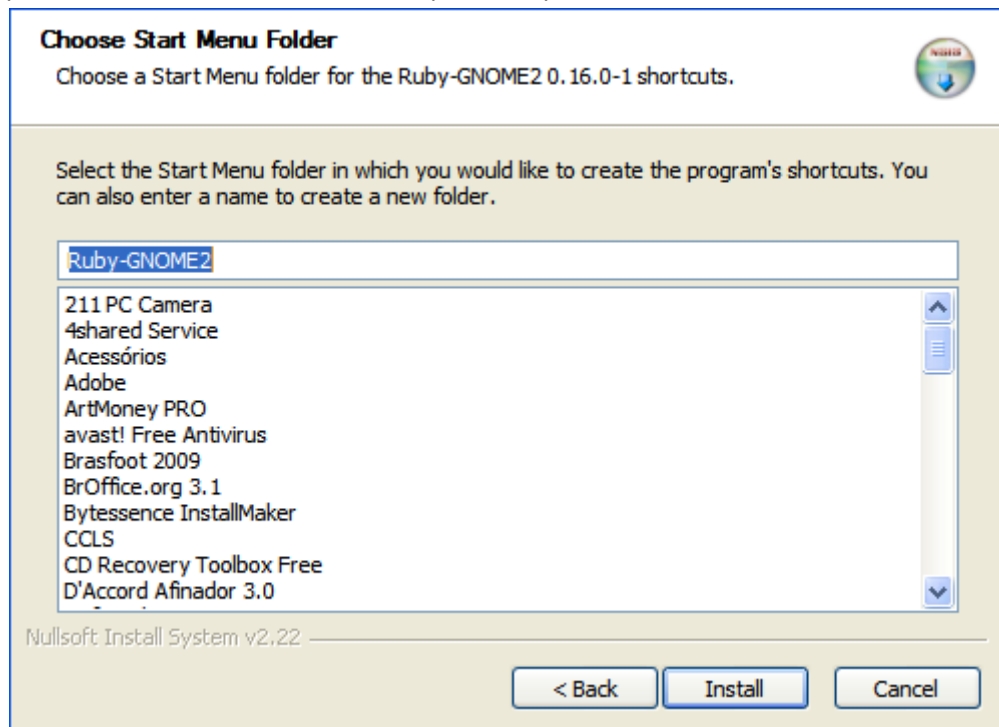 Choose Start Menu Folder
Choose a Start Menu folder for the Ruby-GNOME2 0.16.0-1 shortcuts.
NSIS
Select the Start Menu folder in which you would like to create the program's shortcuts. You
can also enter a name to create a new folder.
Ruby-GNOME2
211 PC Camera
4shared Service
Acessórios
Adobe
ArtMoney PRO
avast! Free Antivirus
Brasfoot 2009
BrOffice.org 3.1
Bytessence InstallMaker
CCLS
CD Recovery Toolbox Free
D'Accord Afinador 3.0
Nullsoft Install System v2.22
< Back
Install
Cancel